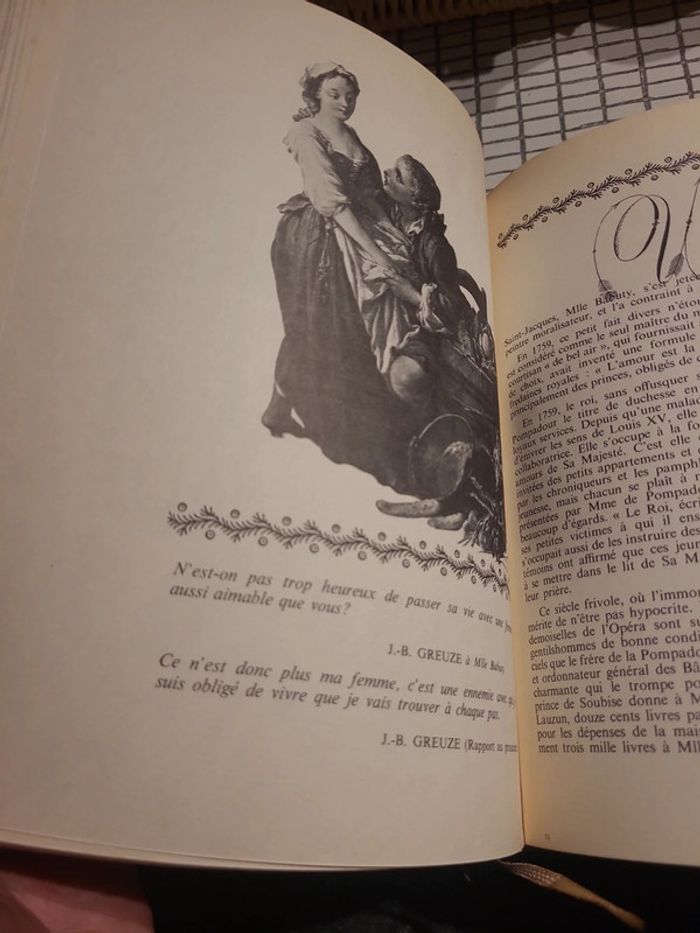 N'est-on pas trop heureux de passer sa vie avec une
aussi aimable que vous?
J.-B. GREUZE à Mlle Babuty
Ce n'est donc plus ma femme, c'est une ennemie avec qui
suis obligé de vivre que je vais trouver à chaque pas.
J.-B. GREUZE (Rapport au
U
Saint-Jacques, Mlle Babuty, s'est jetée
peintre moralisateur, et l'a contraint à
En 1759, ce petit fait divers n'éton
est considéré comme le seul maître du m
courtisan « de bel air », qui fournissait
de choix, avait inventé une formule
fredaines royales : « L'amour est la
principalement des princes, obligés de c
En 1759, le roi, sans offusquer
Pompadour le titre de duchesse en
loyaux services. Depuis qu'une malad
d'enivrer les sens de Louis XV, elle
collaboratrice. Elle s'occupe à la fo
amours de Sa Majesté. C'est elle
invitées des petits appartements et
par les chroniqueurs et les pamph
jeunesse, mais chacun se plaît à
présentées par Mme de Pompado
beaucoup d'égards. « Le Roi, écri
ses petites victimes à qui il ens
s'occupait aussi de les instruire des
témoins ont affirmé que ces jeun
à se mettre dans le lit de Sa M
leur prière.
Ce siècle frivole, où l'immor
mérite de n'être pas hypocrite.
demoiselles de l'Opéra sont su
gentilshommes de bonne condi
ciels que le frère de la Pompado
et ordonnateur général des Bâ
charmante qui le trompe po
prince de Soubise donne à M
Lauzun, douze cents livres pa
pour les dépenses de la mais
ment trois mille livres à Mll